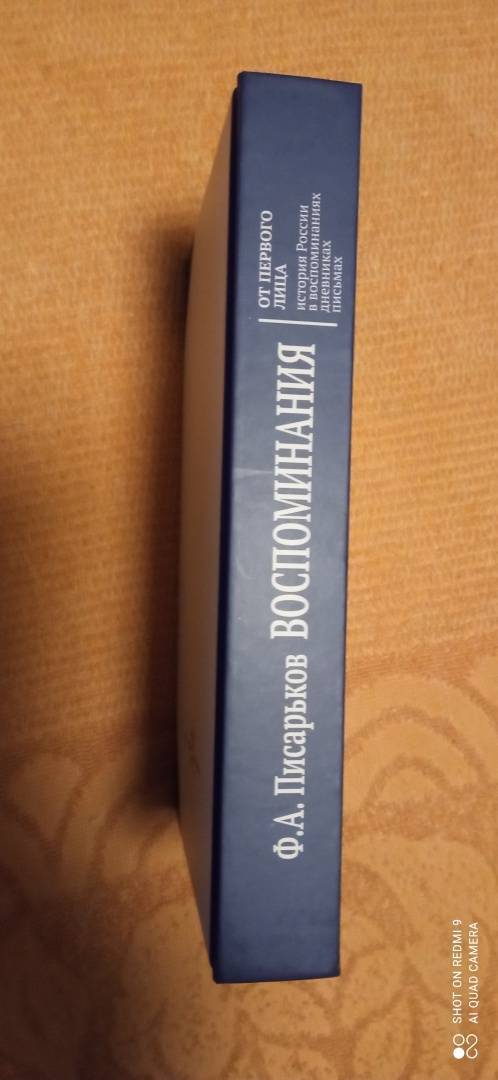 Ф.А. Писарьков ВОСПОМИНАНИЯ
ОТ ПЕРВОГО
ЛИЦА
история России
в воспоминаниях
дневниках
письмах
SHOT ON REDMI 9
AI QUAD CAMERA